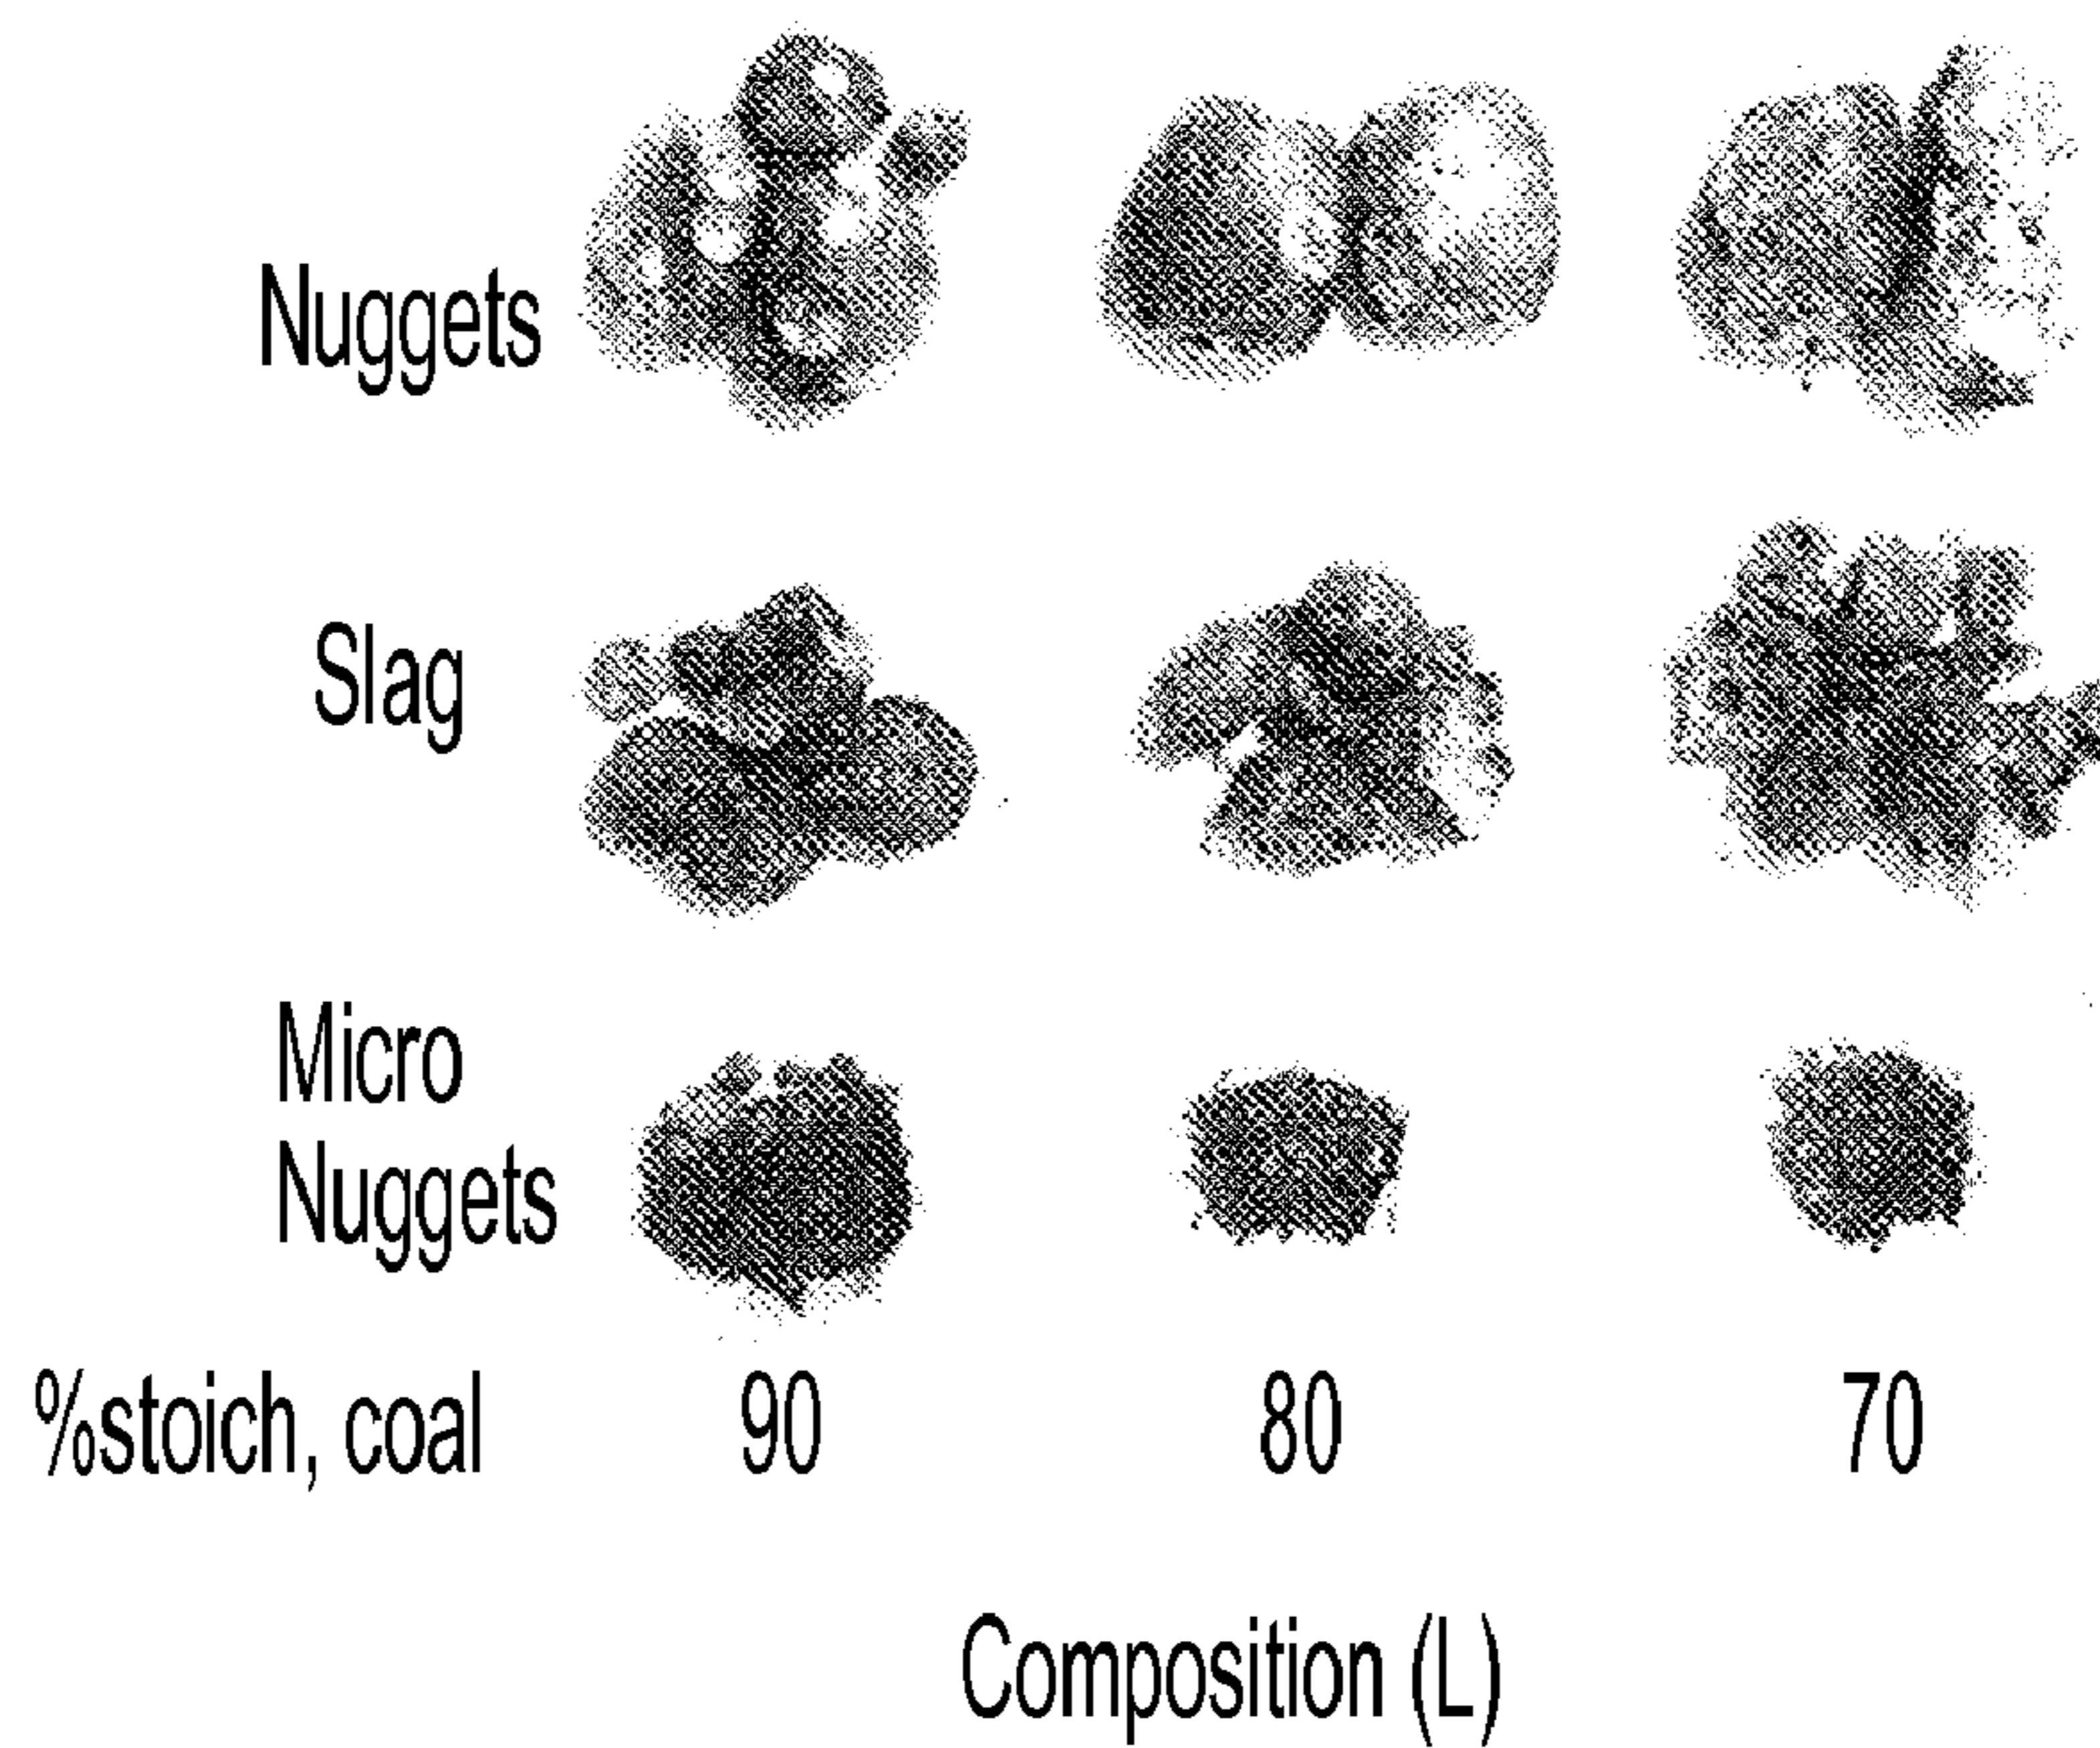 Nuggets
Slag
Micro
Nuggets
%stoich, coal 90 80 70
Composition (L)